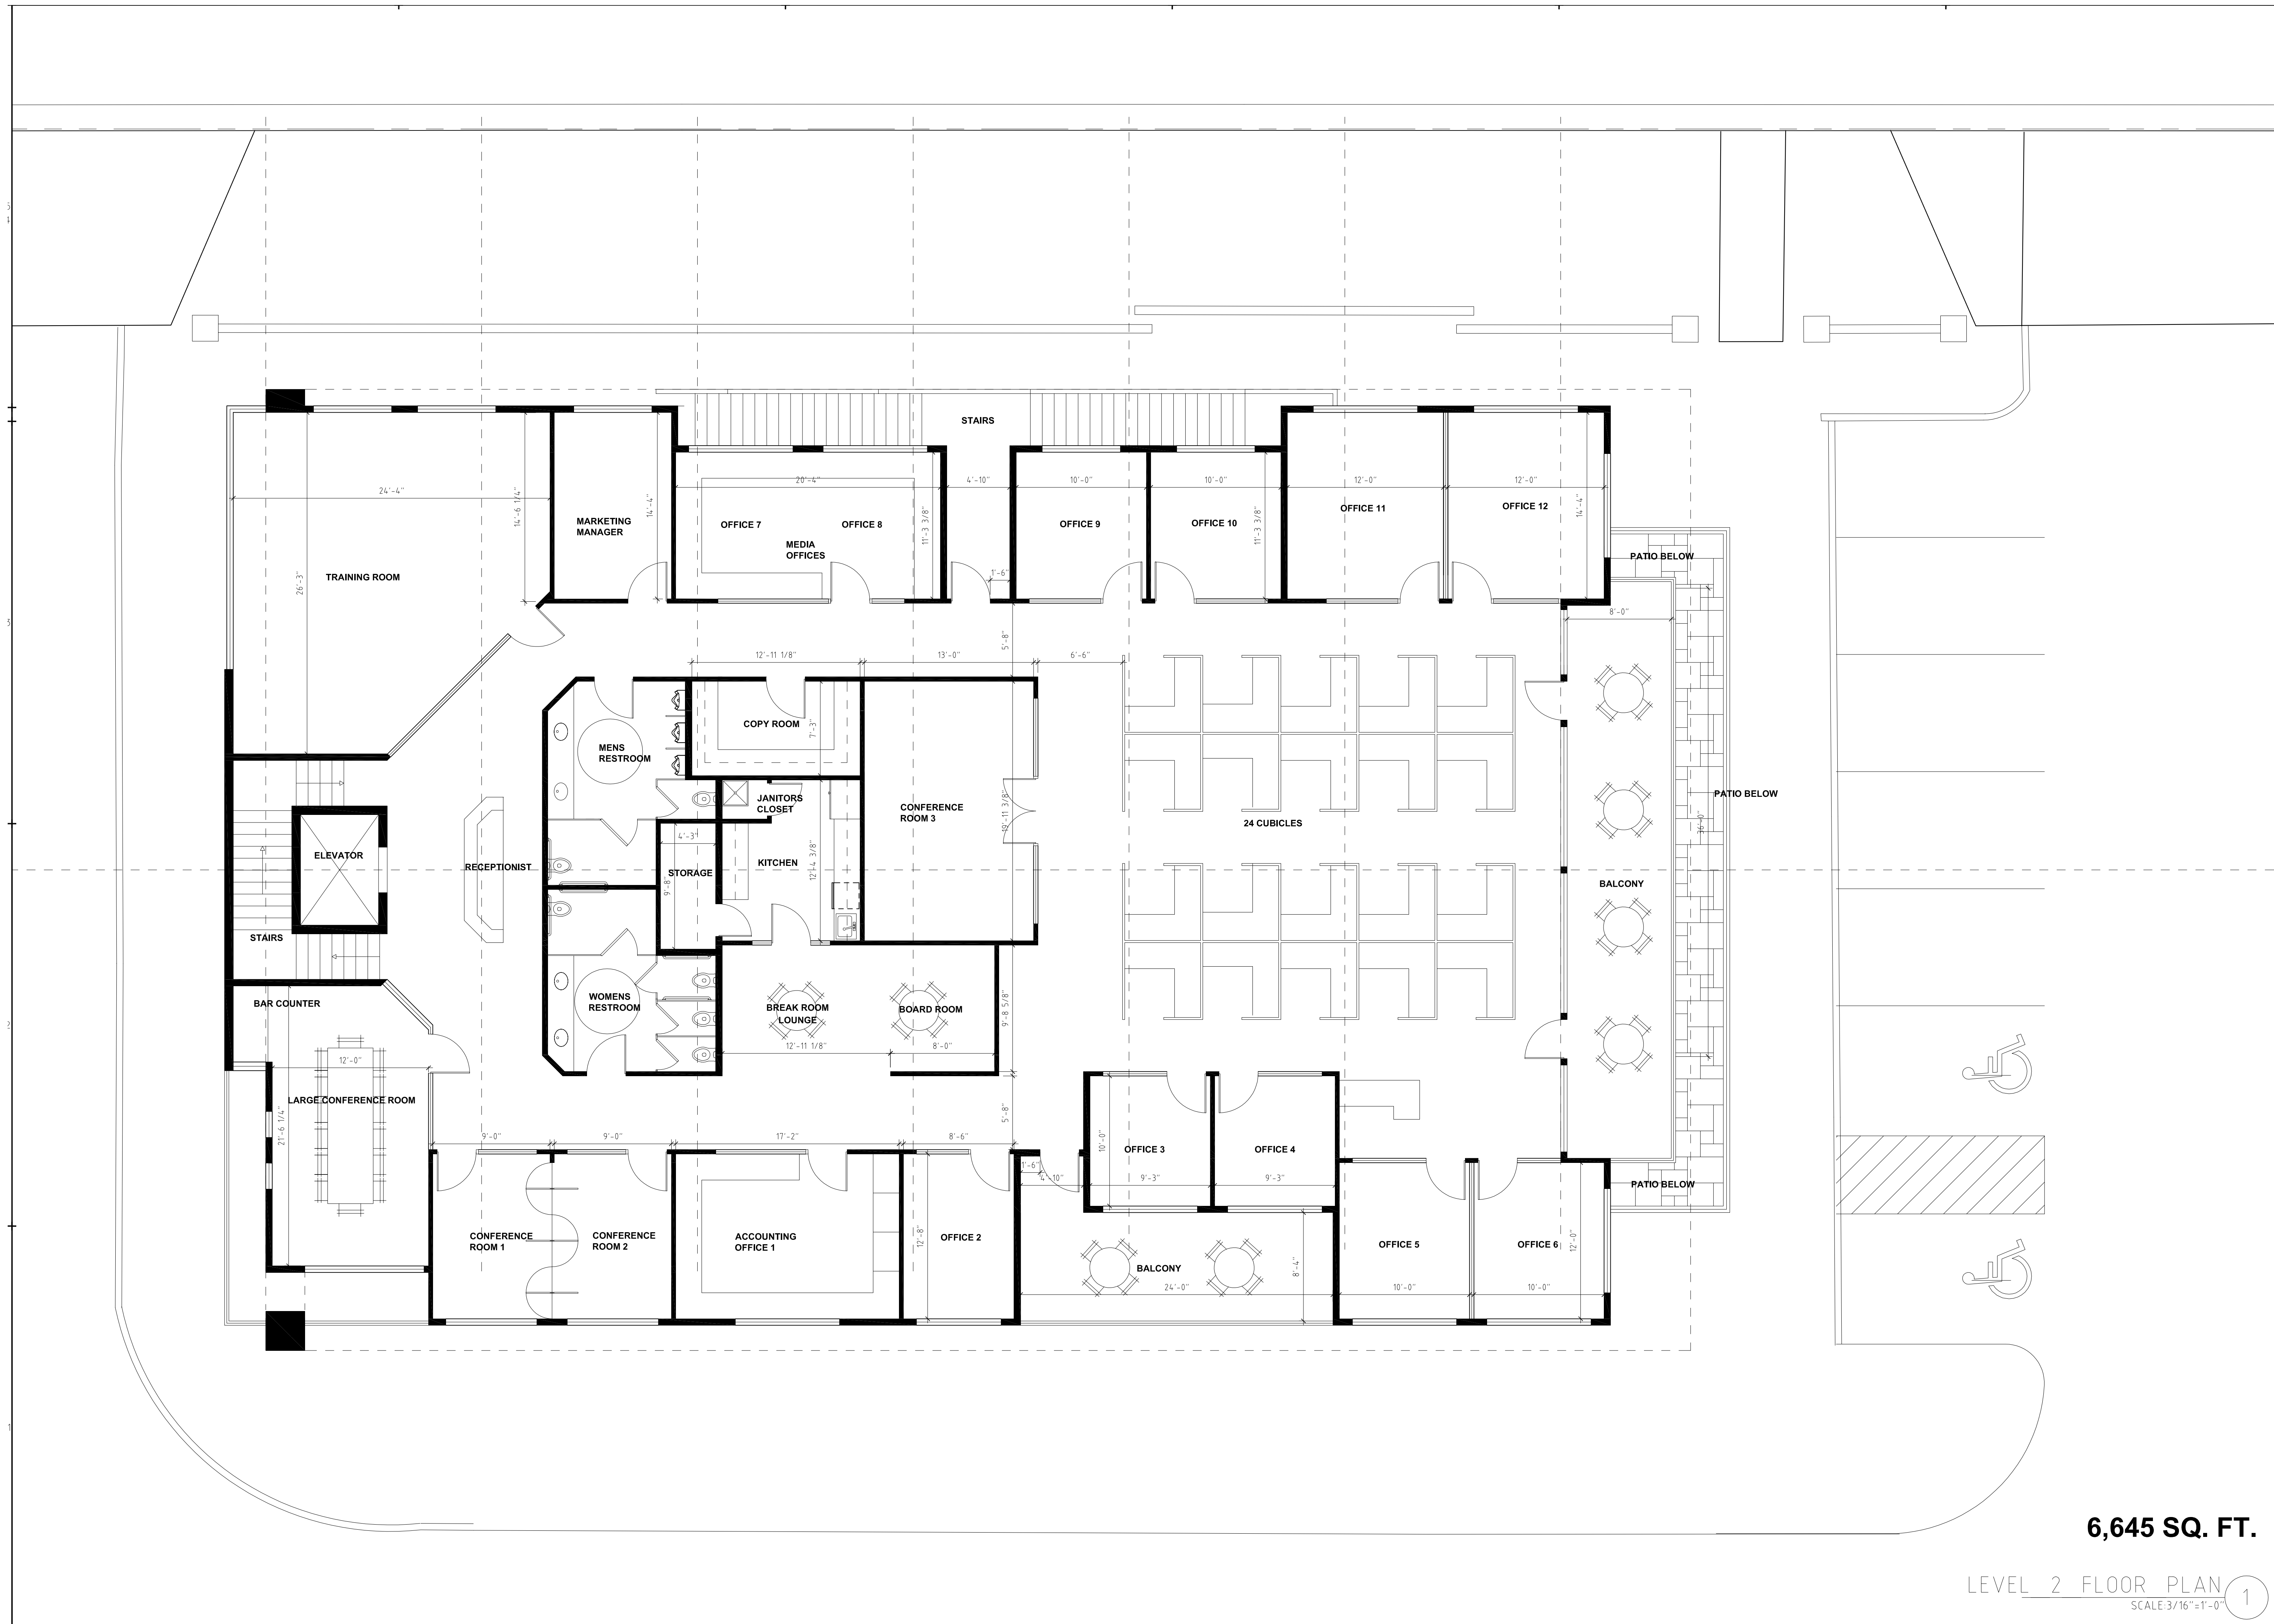 STAIRS
24'-4"
14'-6 1/4"
14'-4"
20'-4"
4'-10"
10'-0"
10'-0"
12'-0"
12'-0"
14'-4"
OFFICE 11
OFFICE 12
MARKETING
MANAGER
OFFICE 7
OFFICE 8
11'-3 3/8"
OFFICE 9
OFFICE 10
11'-3 3/8"
MEDIA
OFFICES
PATIO BELOW
TRAINING ROOM
26'-3"
1'-6"
8'-0"
5'-8"
12'-11 1/8"
13'-0"
6'-6"
COPY ROOM
7'-3"
MENS
RESTROOM
JANITORS
CLOSET
CONFERENCE
ROOM 3
19'-11 3/8"
PATIO BELOW
36'-0"
24 CUBICLES
4'-3"
ELEVATOR
RECEPTIONIST
STORAGE
9'-8"
KITCHEN
12'-4 3/8"
BALCONY
STAIRS
BAR COUNTER
WOMENS
RESTROOM
BREAK ROOM
LOUNGE
BOARD ROOM
9'-8 5/8"
12'-11 1/8"
8'-0"
12'-0"
LARGE CONFERENCE ROOM
21'-6 1/4"
5'-8"
9'-0"
9'-0"
17'-2"
8'-6"
10'-0"
OFFICE 3
OFFICE 4
1'-6"
4'-10"
9'-3"
9'-3"
PATIO BELOW
CONFERENCE
ROOM 1
CONFERENCE
ROOM 2
ACCOUNTING
OFFICE 1
12'-8"
OFFICE 2
OFFICE 5
OFFICE 6
12'-0"
BALCONY
8'-4"
24'-0"
10'-0"
10'-0"
6,645 SQ. FT.
LEVEL 2 FLOOR PLAN
1
SCALE:3/16"=1'-0"